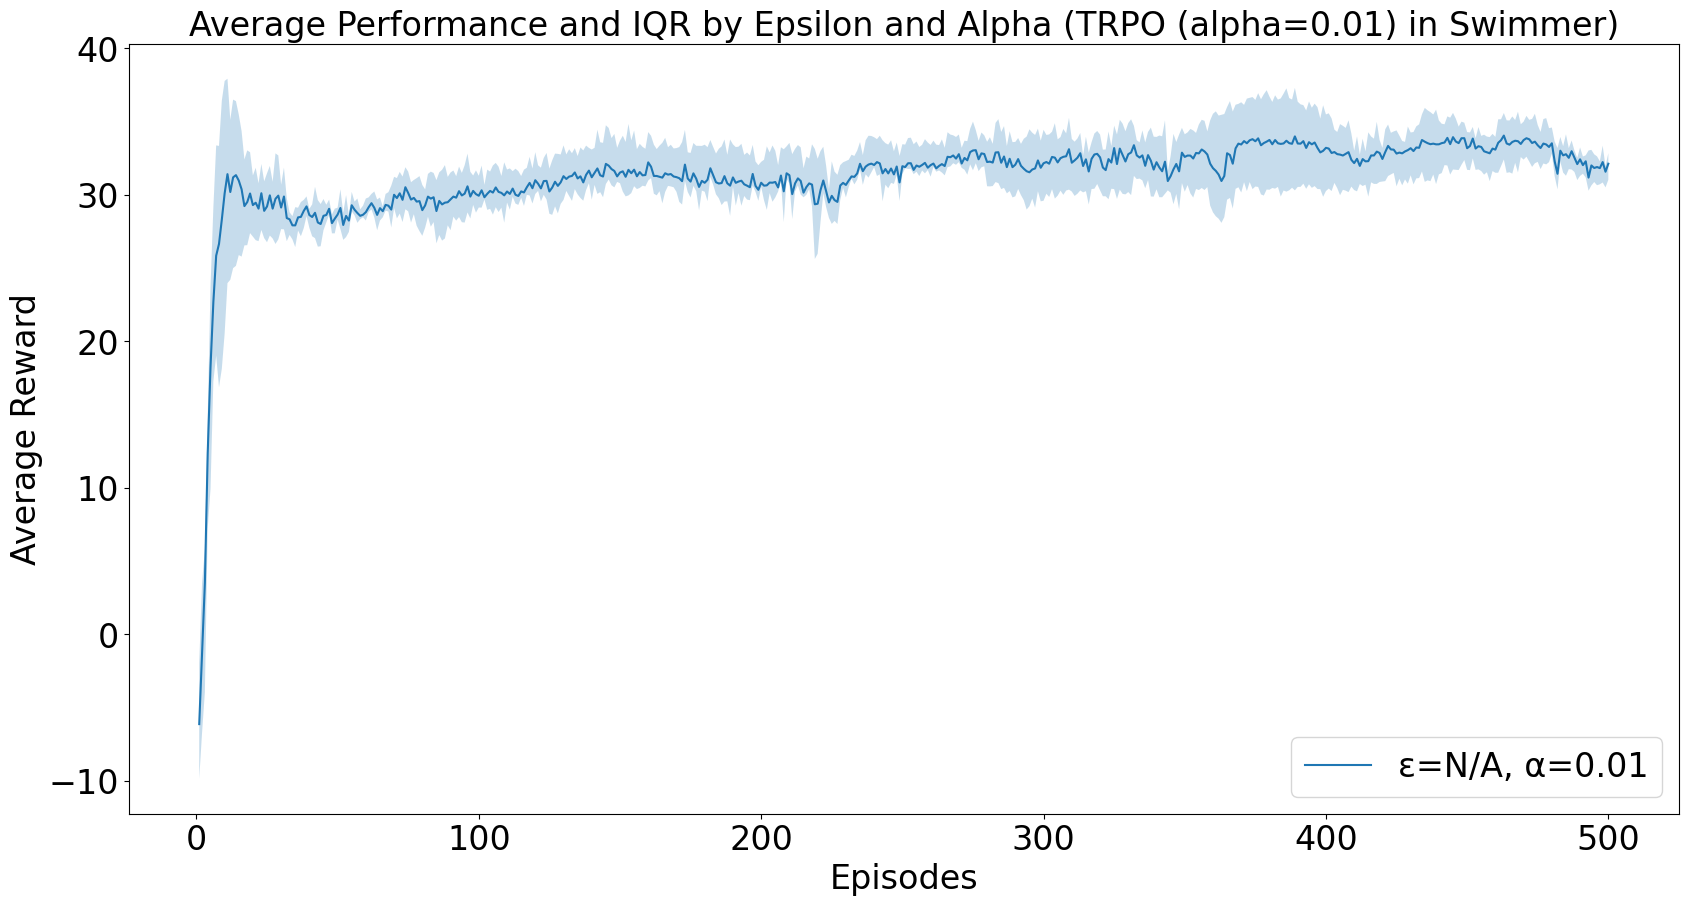 Average Performance and IQR by Epsilon and Alpha (TRPO (alpha=0.01) in Swimmer)
40
30
20
10
0
−10
Average Reward
ε=N/A, α=0.01
0 100 200 300 400 500
Episodes